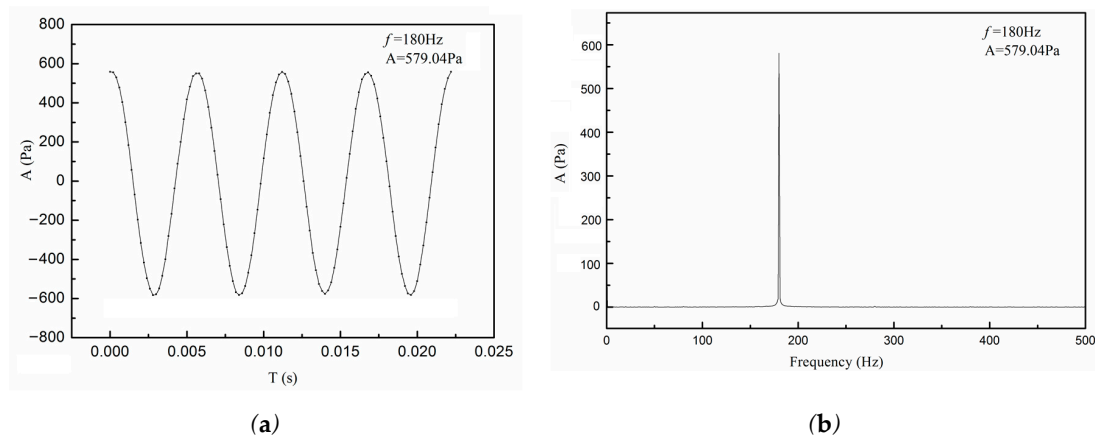 800
600
400
200
0
−200
−400
−600
−800
A (Pa)
f =180Hz
A=579.04Pa
0.000 0.005 0.010 0.015 0.020 0.025
T (s)
(a)
600
500
400
300
200
100
0
A (Pa)
f =180Hz
A=579.04Pa
0 100 200 300 400 500
Frequency (Hz)
(b)